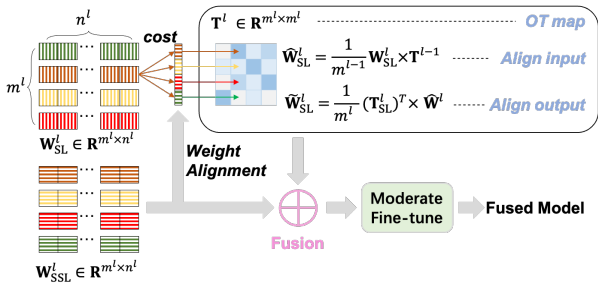 n^l
cost
T^l ∈ R^{m^l×m^l} OT map
Ŵ^l_SL = 1/m^{l-1} W^l_SL × T^{l-1} Align input
W̃^l_SL = 1/m^l (T^l_SL)^T × Ŵ^l Align output
m^l
W^l_SL ∈ R^{m^l×n^l}
Weight
Alignment
Moderate
Fine-tune
Fused Model
Fusion
W^l_SSL ∈ R^{m^l×n^l}